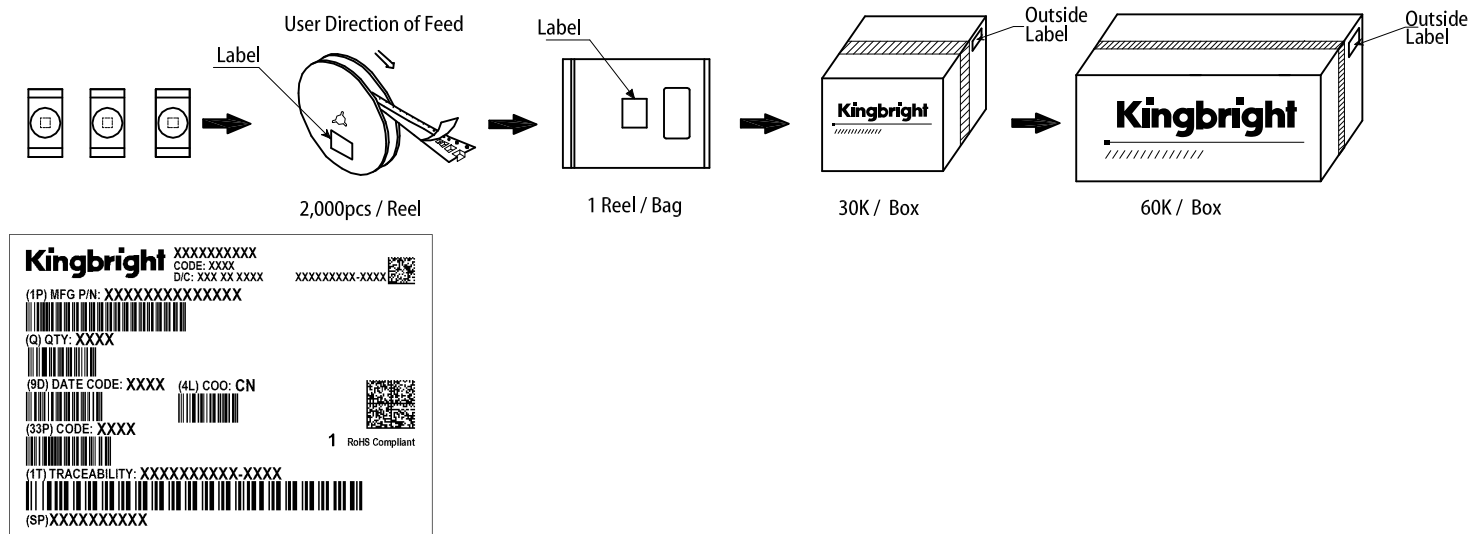 User Direction of Feed
Label
Label
Outside
Label
Outside
Label
Kingbright
Kingbright
2,000pcs / Reel
1 Reel / Bag
30K / Box
60K / Box
Kingbright
XXXXXXXXXX
CODE: XXXX
D/C: XXX XX XXXX
XXXXXXXXX-XXXX
(1P) MFG P/N: XXXXXXXXXXXXXX
(Q) QTY: XXXX
(9D) DATE CODE: XXXX (4L) COO: CN
(33P) CODE: XXXX
1 RoHS Compliant
(1T) TRACEABILITY: XXXXXXXXXX-XXXX
(SP)XXXXXXXXXX